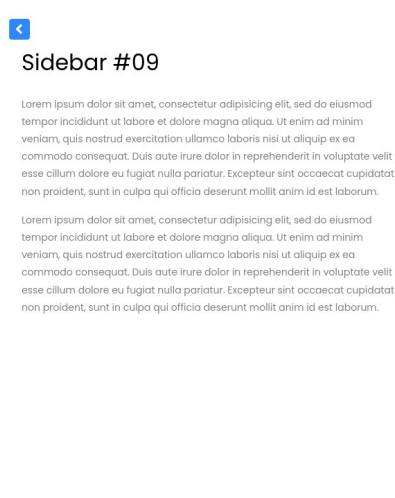 Sidebar #09
Lorem ipsum dolor sit amet, consectetur adipisicing elit, sed do eiusmod
tempor incididunt ut labore et dolore magna aliqua. Ut enim ad minim
veniam, quis nostrud exercitation ullamco laboris nisi ut aliquip ex ea
commodo consequat. Duis aute irure dolor in reprehenderit in voluptate velit
esse cillum dolore eu fugiat nulla pariatur. Excepteur sint occaecat cupidatat
non proident, sunt in culpa qui officia deserunt mollit anim id est laborum.
Lorem ipsum dolor sit amet, consectetur adipisicing elit, sed do eiusmod
tempor incididunt ut labore et dolore magna aliqua. Ut enim ad minim
veniam, quis nostrud exercitation ullamco laboris nisi ut aliquip ex ea
commodo consequat. Duis aute irure dolor in reprehenderit in voluptate velit
esse cillum dolore eu fugiat nulla pariatur. Excepteur sint occaecat cupidatat
non proident, sunt in culpa qui officia deserunt mollit anim id est laborum.